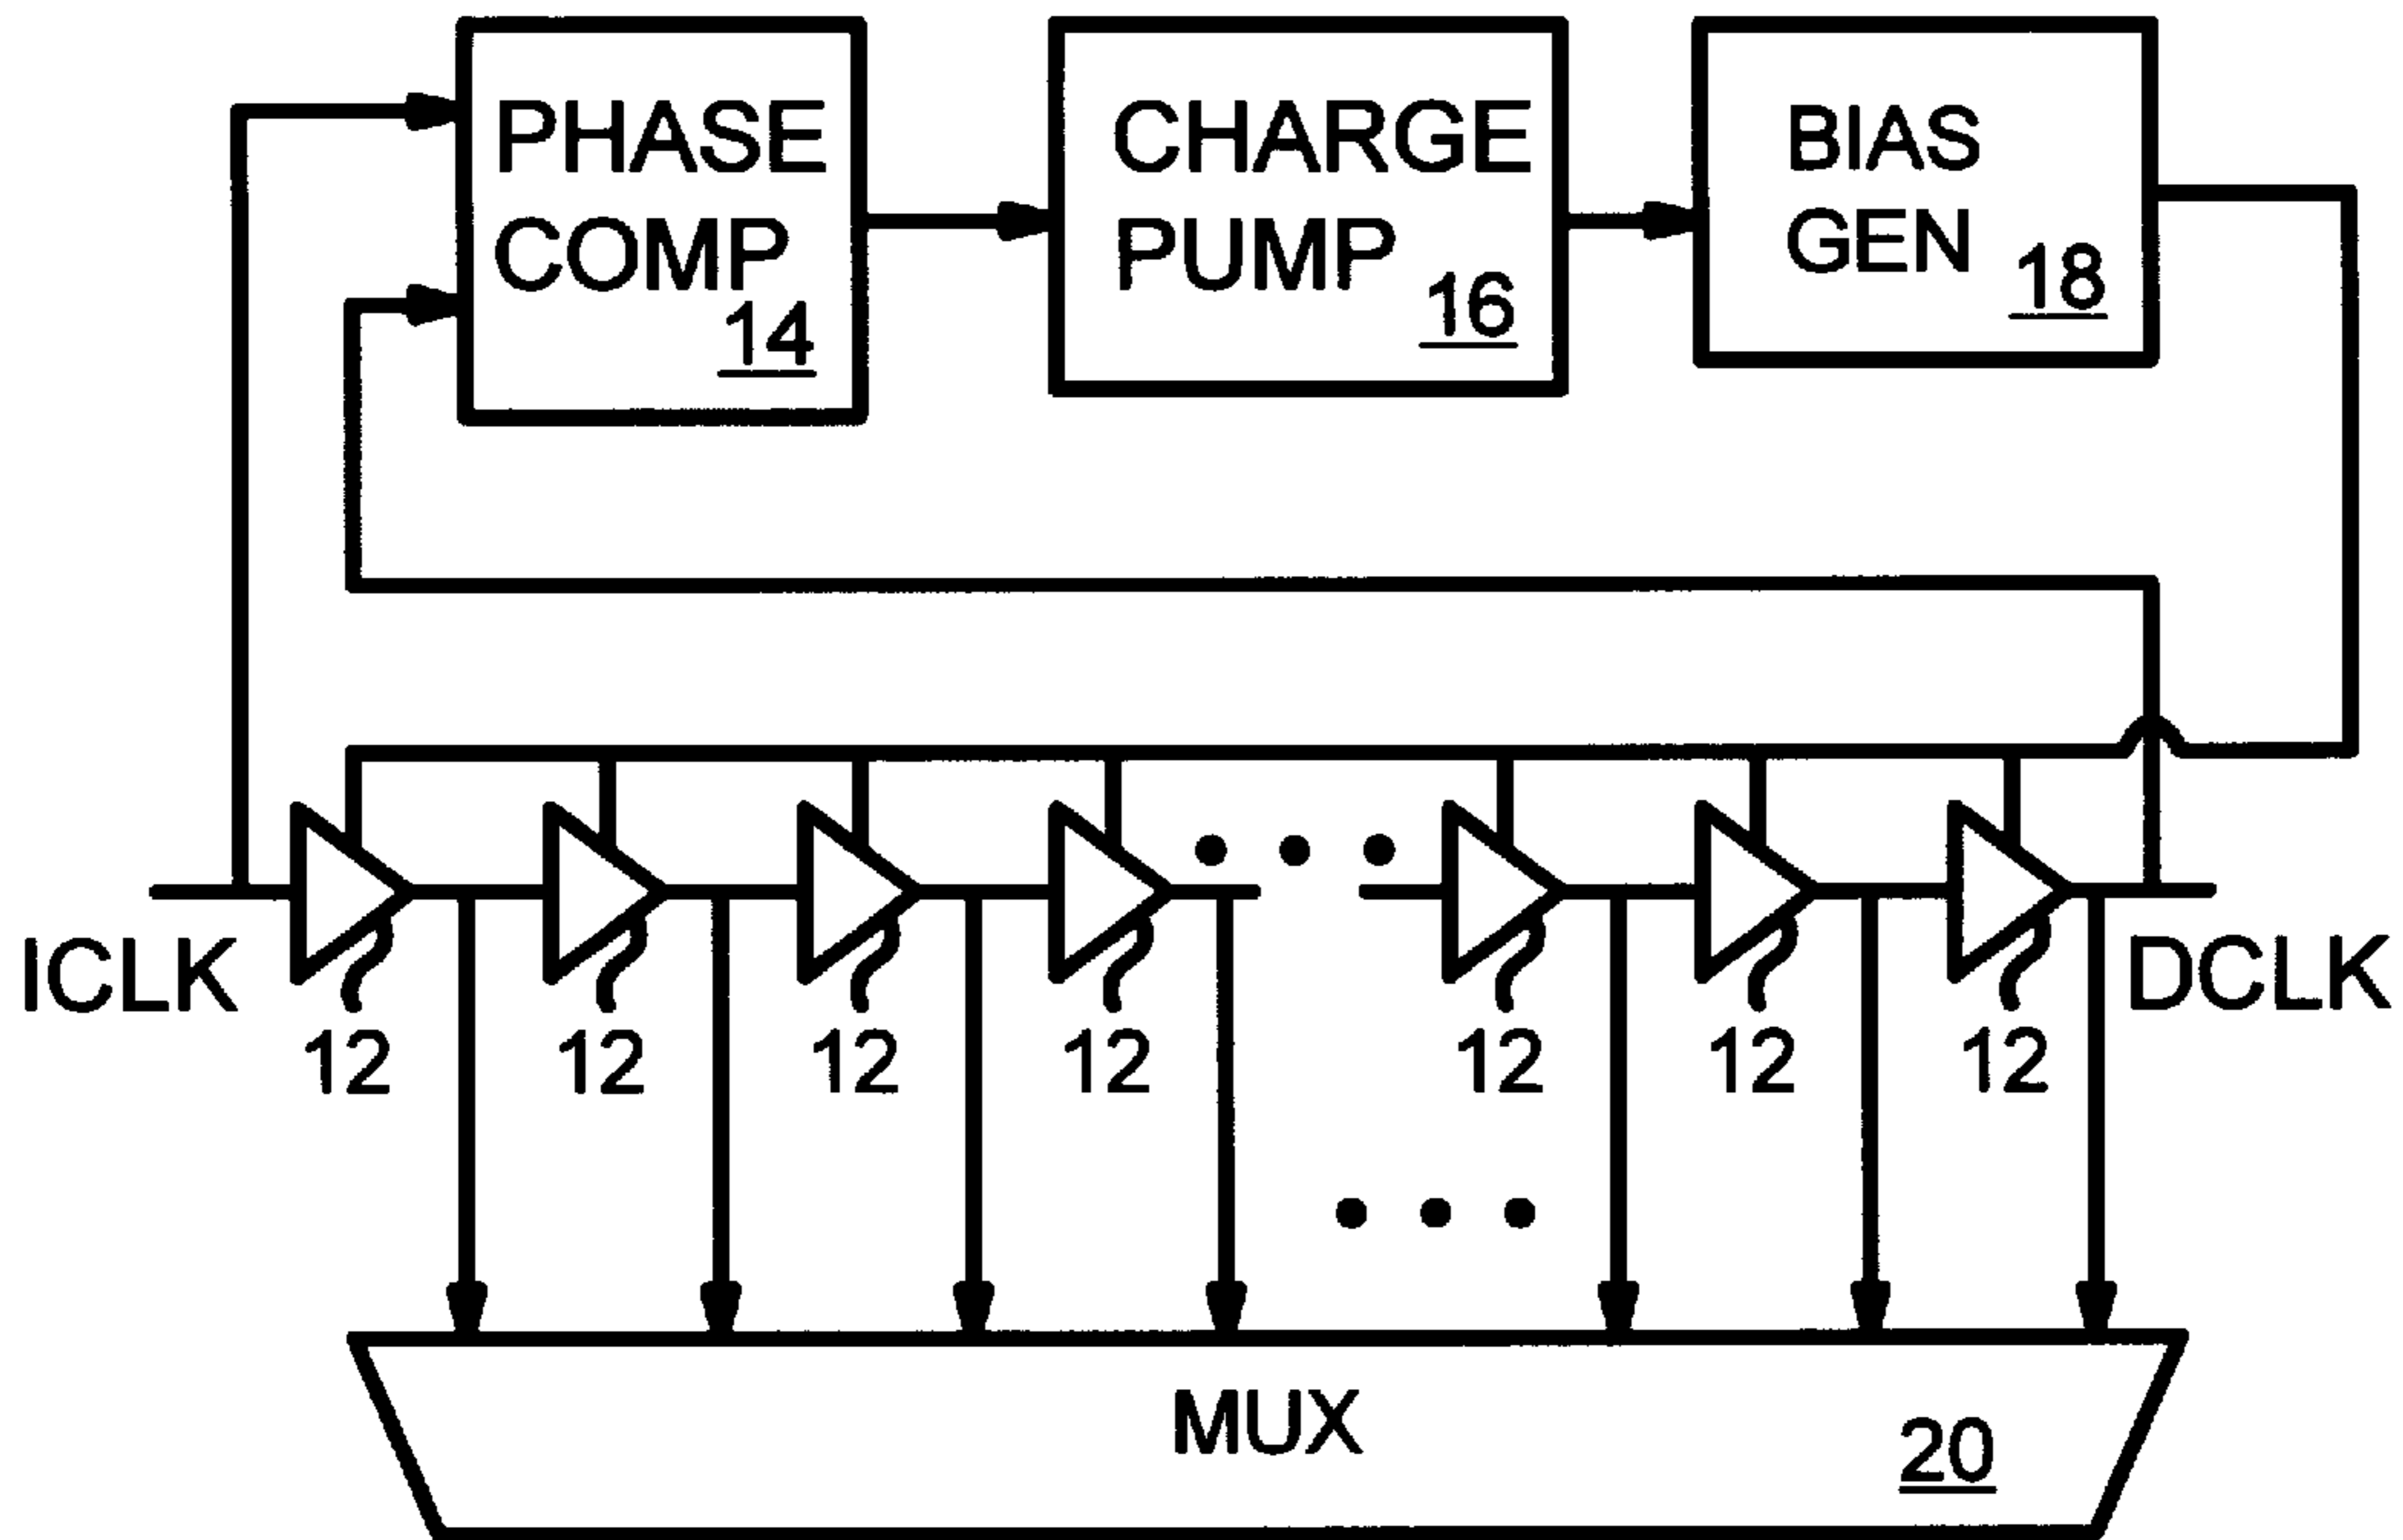 PHASE
COMP
14
CHARGE
PUMP
16
BIAS
GEN
18
ICLK
12
12
12
12
12
12
12
DCLK
MUX
20